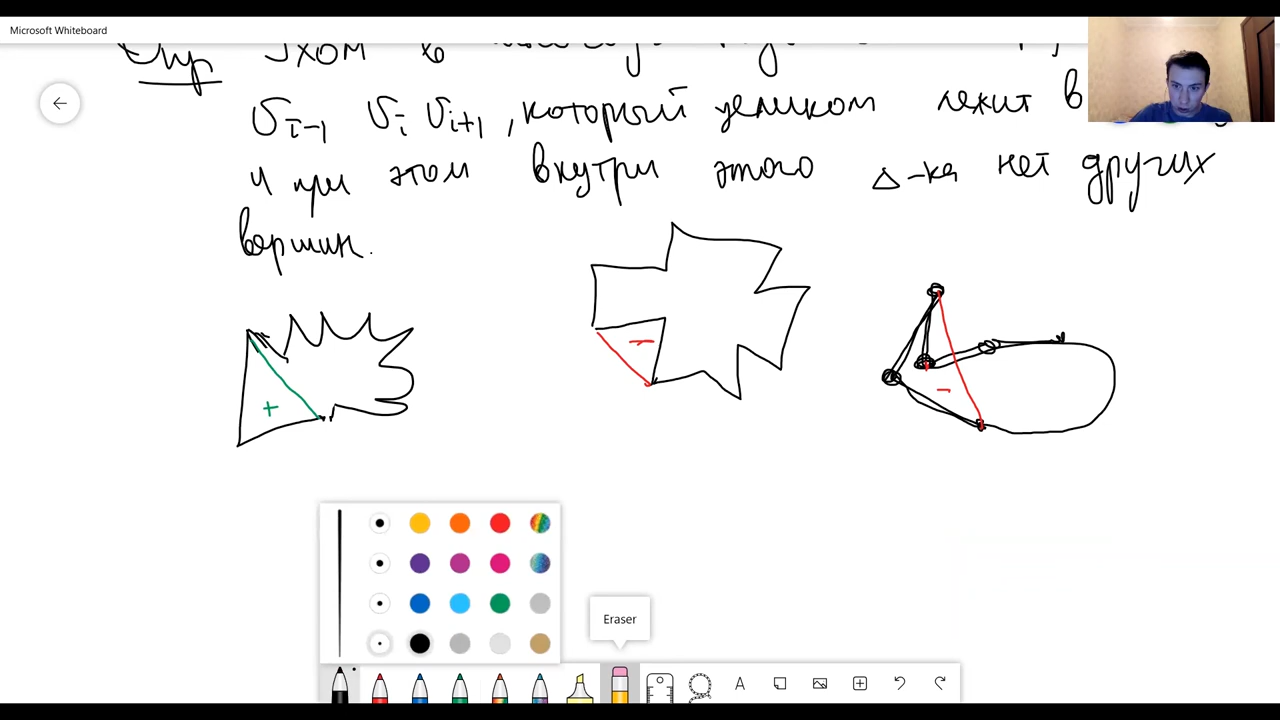 Microsoft Whiteboard
Опр Ухом в
v_{i-1} v_i v_{i+1}, который целиком лежит в
и при этом внутри этого Δ-ка нет других
вершин.
+
−
−
Eraser
A